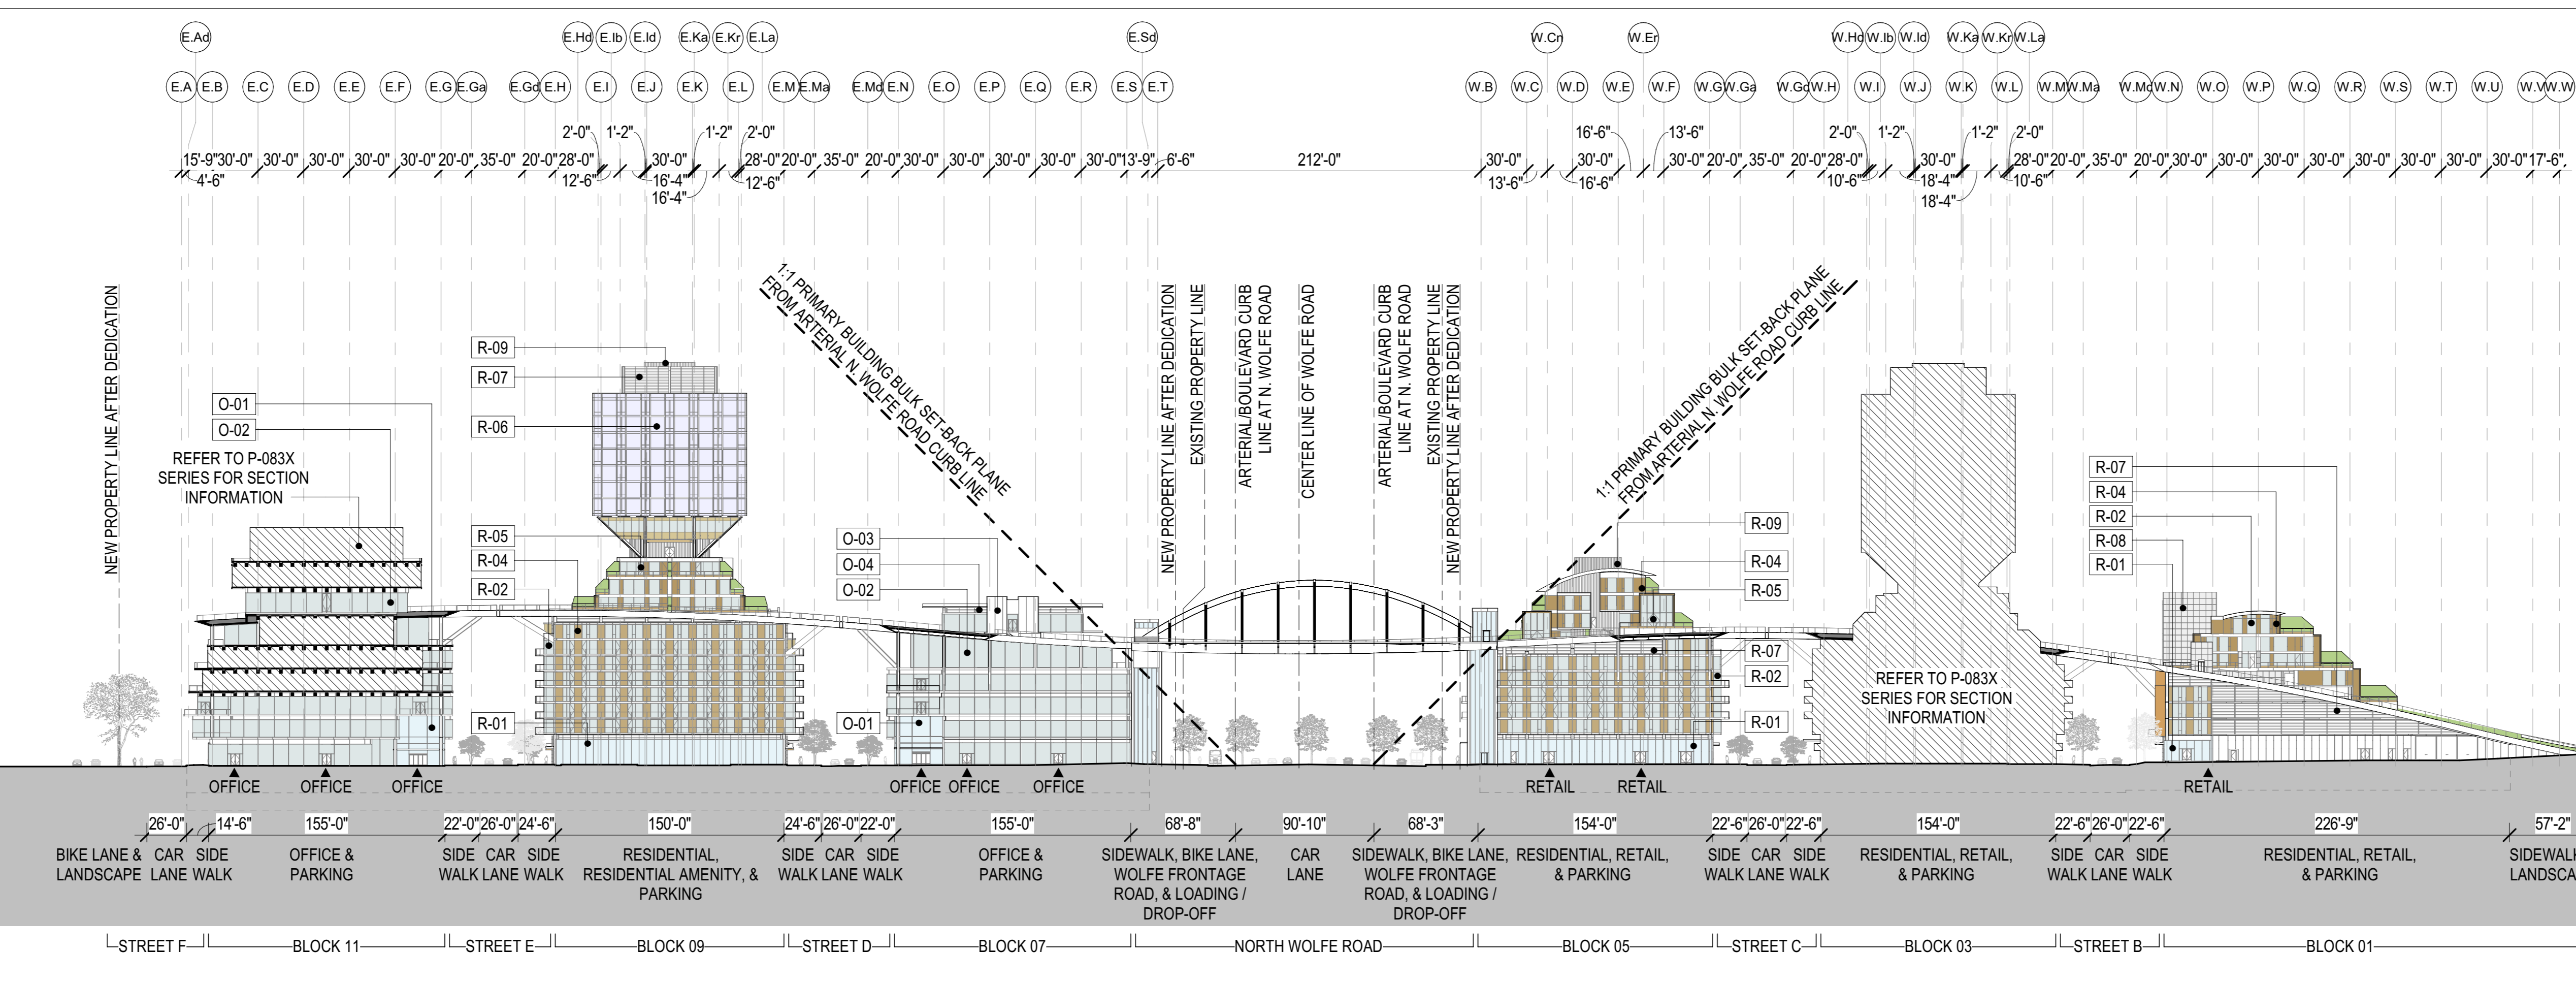 E.Ad
E.Hd E.Ib E.Id E.Ka E.Kr E.La
E.Sd
W.Cn W.Er
W.Hd W.Ib W.Id W.Ka W.Kr W.La
E.A E.B E.C E.D E.E E.F E.G E.Ga E.Gd E.H E.I E.J E.K E.L E.M E.Ma E.Md E.N E.O E.P E.Q E.R E.S E.T
W.B W.C W.D W.E W.F W.G W.Ga W.Gd W.H W.I W.J W.K W.L W.M W.Ma W.Md W.N W.O W.P W.Q W.R W.S W.T W.U W.V W.W
2'-0" 1'-2" 1'-2" 2'-0" 16'-6" 13'-6" 2'-0" 1'-2" 1'-2" 2'-0"
15'-9" 30'-0" 30'-0" 30'-0" 30'-0" 30'-0" 20'-0" 35'-0" 20'-0" 28'-0" 30'-0" 28'-0" 20'-0" 35'-0" 20'-0" 30'-0" 30'-0" 30'-0" 30'-0" 30'-0" 13'-9" 6'-6" 212'-0" 30'-0" 30'-0" 30'-0" 20'-0" 35'-0" 20'-0" 28'-0" 30'-0" 28'-0" 20'-0" 35'-0" 20'-0" 30'-0" 30'-0" 30'-0" 30'-0" 30'-0" 30'-0" 30'-0" 30'-0" 17'-6"
4'-6" 12'-6" 16'-4" 12'-6" 13'-6" 16'-6" 10'-6" 18'-4" 10'-6"
16'-4" 18'-4"
NEW PROPERTY LINE AFTER DEDICATION
1:1 PRIMARY BUILDING BULK SET-BACK PLANE
FROM ARTERIAL N. WOLFE ROAD CURB LINE
NEW PROPERTY LINE AFTER DEDICATION
EXISTING PROPERTY LINE
ARTERIAL/BOULEVARD CURB
LINE AT N. WOLFE ROAD
CENTER LINE OF WOLFE ROAD
ARTERIAL/BOULEVARD CURB
LINE AT N. WOLFE ROAD
EXISTING PROPERTY LINE
NEW PROPERTY LINE AFTER DEDICATION
1:1 PRIMARY BUILDING BULK SET-BACK PLANE
FROM ARTERIAL N. WOLFE ROAD CURB LINE
O-01
O-02
REFER TO P-083X
SERIES FOR SECTION
INFORMATION
R-09
R-07
R-06
R-05
R-04
R-02
R-01
O-03
O-04
O-02
O-01
R-09
R-04
R-05
R-07
R-02
R-01
REFER TO P-083X
SERIES FOR SECTION
INFORMATION
R-07
R-04
R-02
R-08
R-01
OFFICE OFFICE OFFICE
OFFICE OFFICE OFFICE
RETAIL RETAIL
RETAIL
26'-0" 14'-6" 155'-0" 22'-0" 26'-0" 24'-6" 150'-0" 24'-6" 26'-0" 22'-0" 155'-0" 68'-8" 90'-10" 68'-3" 154'-0" 22'-6" 26'-0" 22'-6" 154'-0" 22'-6" 26'-0" 22'-6" 226'-9" 57'-2"
BIKE LANE &
LANDSCAPE
CAR
LANE
SIDE
WALK
OFFICE &
PARKING
SIDE
WALK
CAR
LANE
SIDE
WALK
RESIDENTIAL,
RESIDENTIAL AMENITY, &
PARKING
SIDE
WALK
CAR
LANE
SIDE
WALK
OFFICE &
PARKING
SIDEWALK, BIKE LANE,
WOLFE FRONTAGE
ROAD, & LOADING /
DROP-OFF
CAR
LANE
SIDEWALK, BIKE LANE,
WOLFE FRONTAGE
ROAD, & LOADING /
DROP-OFF
RESIDENTIAL, RETAIL,
& PARKING
SIDE
WALK
CAR
LANE
SIDE
WALK
RESIDENTIAL, RETAIL,
& PARKING
SIDE
WALK
CAR
LANE
SIDE
WALK
RESIDENTIAL, RETAIL,
& PARKING
SIDEWALK
LANDSCA
STREET F BLOCK 11 STREET E BLOCK 09 STREET D BLOCK 07 NORTH WOLFE ROAD BLOCK 05 STREET C BLOCK 03 STREET B BLOCK 01